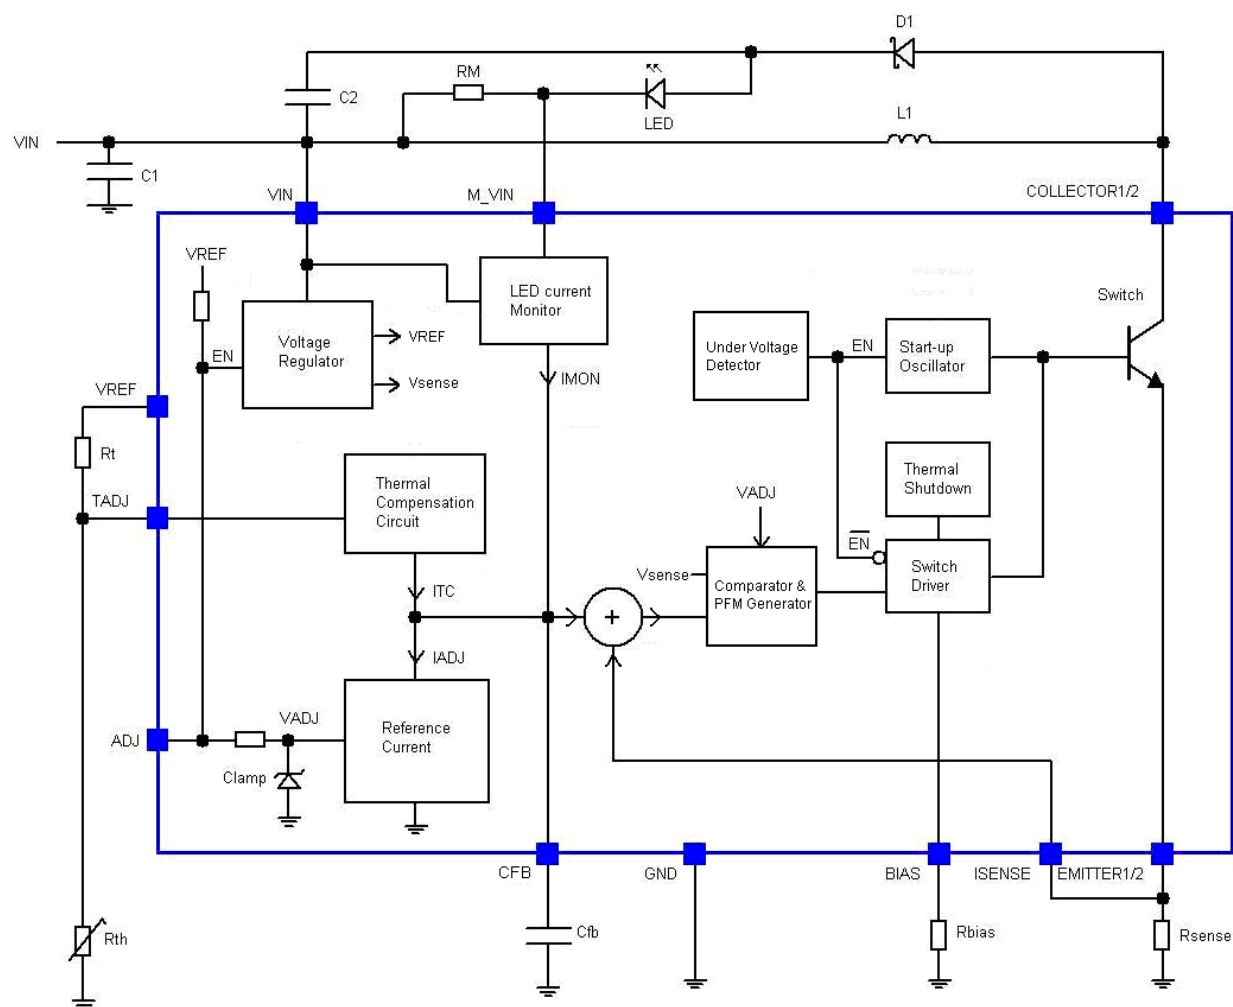 D1
RM
C2
LED
L1
VIN
C1
VIN
M_VIN
COLLECTOR1/2
VREF
LED current
Monitor
Switch
Voltage
Regulator
VREF
Vsense
EN
IMON
Under Voltage
Detector
EN
Start-up
Oscillator
VREF
Rt
TADJ
Thermal
Compensation
Circuit
Thermal
Shutdown
VADJ
EN
Vsense
Comparator &
PFM Generator
Switch
Driver
ITC
+
IADJ
ADJ
VADJ
Reference
Current
Clamp
CFB
GND
BIAS
ISENSE
EMITTER1/2
Rth
Cfb
Rbias
Rsense